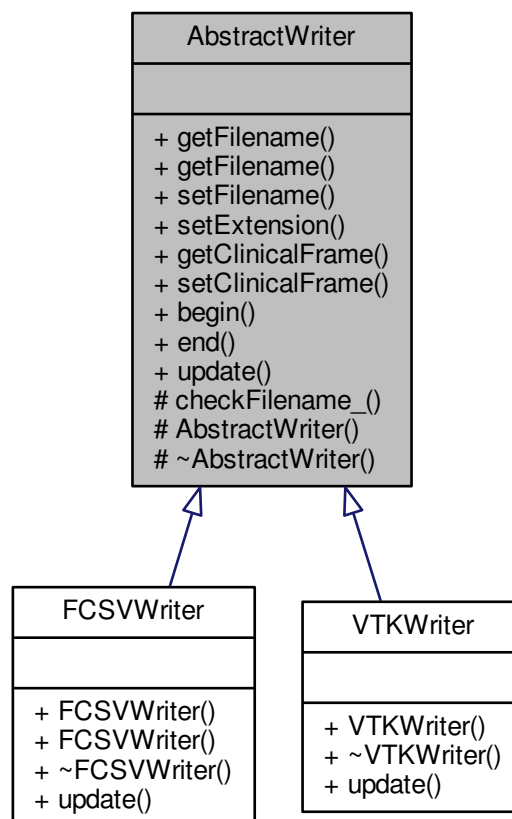 AbstractWriter
+ getFilename()
+ getFilename()
+ setFilename()
+ setExtension()
+ getClinicalFrame()
+ setClinicalFrame()
+ begin()
+ end()
+ update()
# checkFilename_()
# AbstractWriter()
# ~AbstractWriter()
FCSVWriter
+ FCSVWriter()
+ FCSVWriter()
+ ~FCSVWriter()
+ update()
VTKWriter
+ VTKWriter()
+ ~VTKWriter()
+ update()